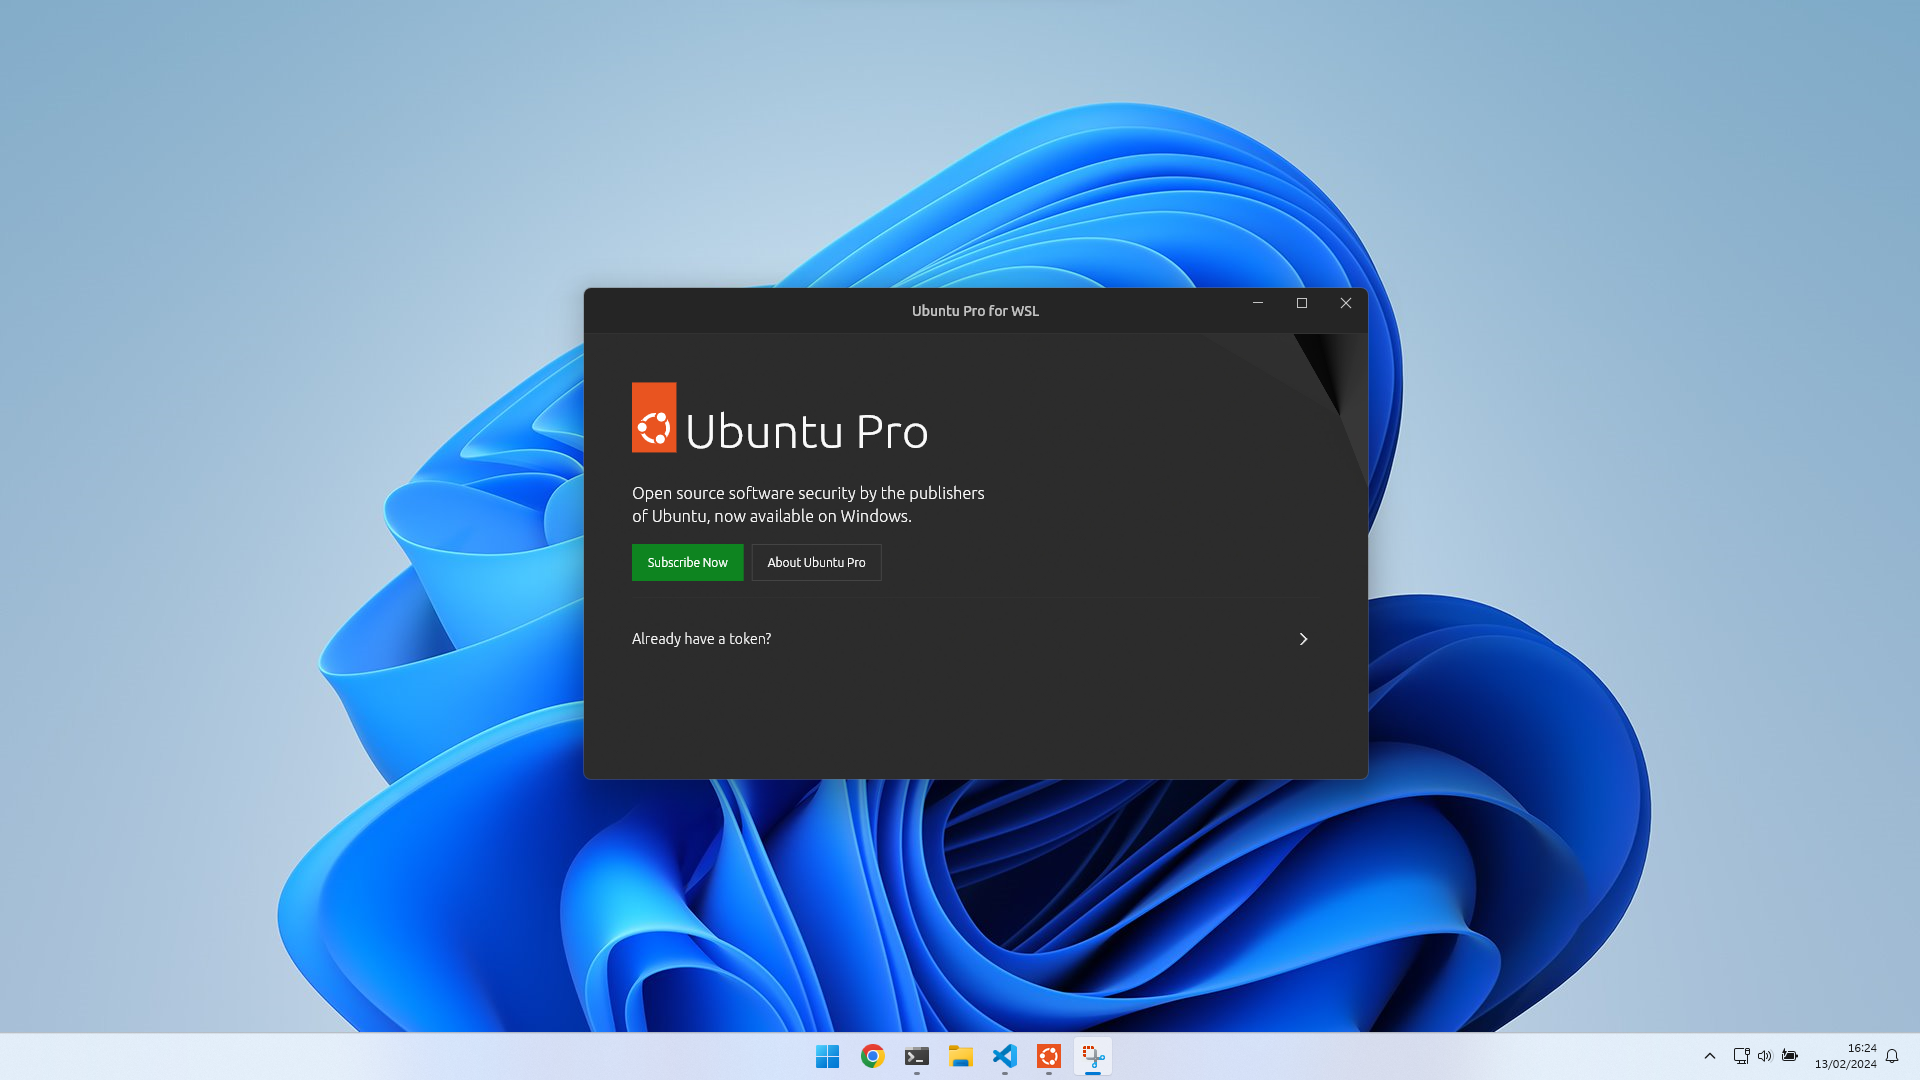 Ubuntu Pro for WSL
Ubuntu Pro
Open source software security by the publishers
of Ubuntu, now available on Windows.
Subscribe Now
About Ubuntu Pro
Already have a token?
16:24
13/02/2024